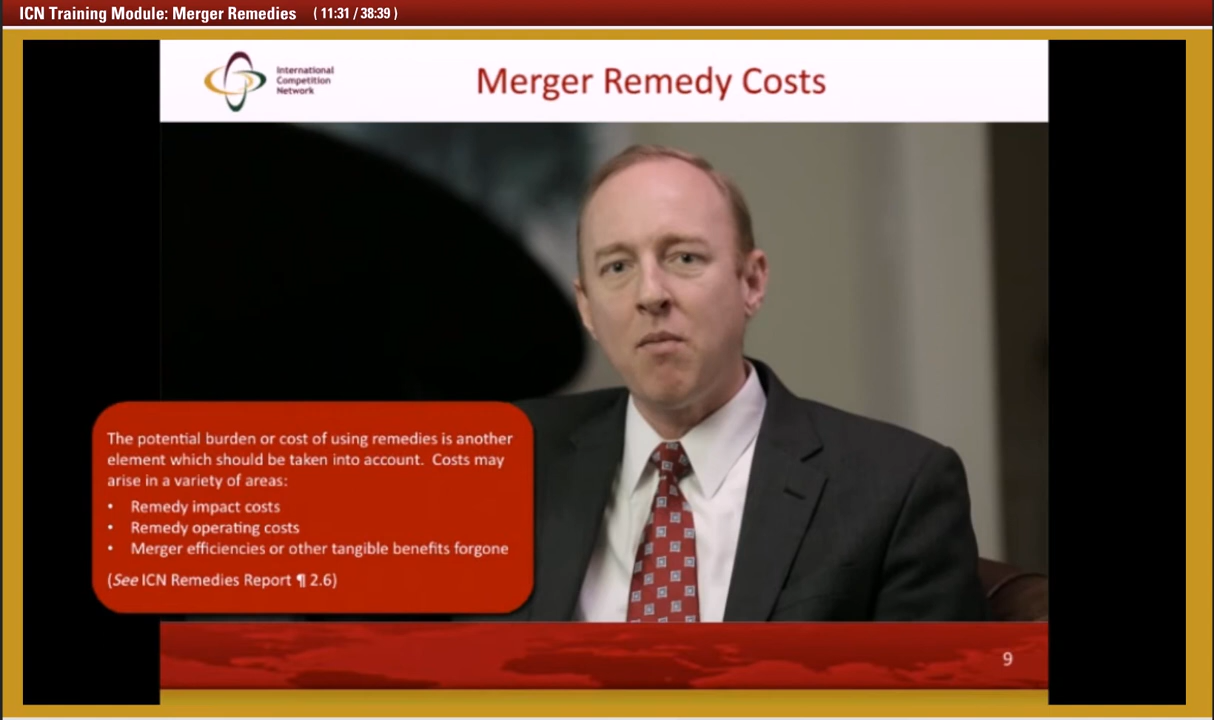 ICN Training Module: Merger Remedies ( 11:31 / 38:39 )
International
Competition
Network
Merger Remedy Costs
The potential burden or cost of using remedies is another
element which should be taken into account. Costs may
arise in a variety of areas:
• Remedy impact costs
• Remedy operating costs
• Merger efficiencies or other tangible benefits forgone
(See ICN Remedies Report ¶ 2.6)
9